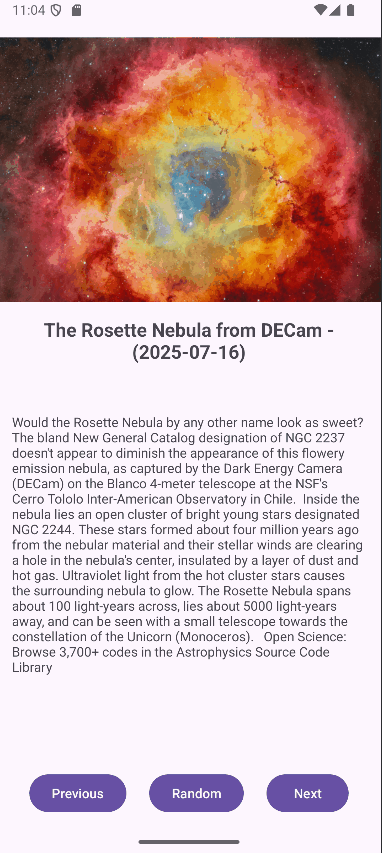 11:04
The Rosette Nebula from DECam -
(2025-07-16)
Would the Rosette Nebula by any other name look as sweet?
The bland New General Catalog designation of NGC 2237
doesn't appear to diminish the appearance of this flowery
emission nebula, as captured by the Dark Energy Camera
(DECam) on the Blanco 4-meter telescope at the NSF's
Cerro Tololo Inter-American Observatory in Chile.  Inside the
nebula lies an open cluster of bright young stars designated
NGC 2244. These stars formed about four million years ago
from the nebular material and their stellar winds are clearing
a hole in the nebula's center, insulated by a layer of dust and
hot gas. Ultraviolet light from the hot cluster stars causes
the surrounding nebula to glow. The Rosette Nebula spans
about 100 light-years across, lies about 5000 light-years
away, and can be seen with a small telescope towards the
constellation of the Unicorn (Monoceros).   Open Science:
Browse 3,700+ codes in the Astrophysics Source Code
Library
Previous
Random
Next